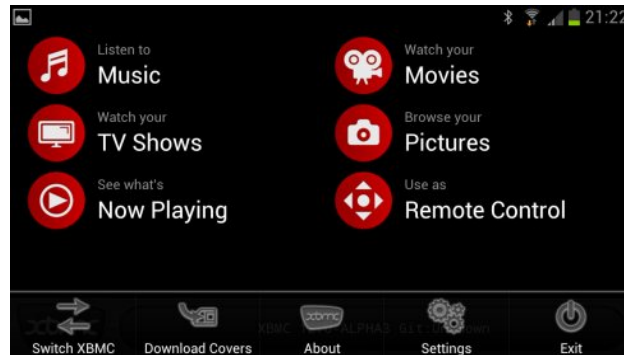 21:22
Listen to
Music
Watch your
Movies
Watch your
TV Shows
Browse your
Pictures
See what's
Now Playing
Use as
Remote Control
xbmc
Switch XBMC
Download Covers
About
Settings
Exit